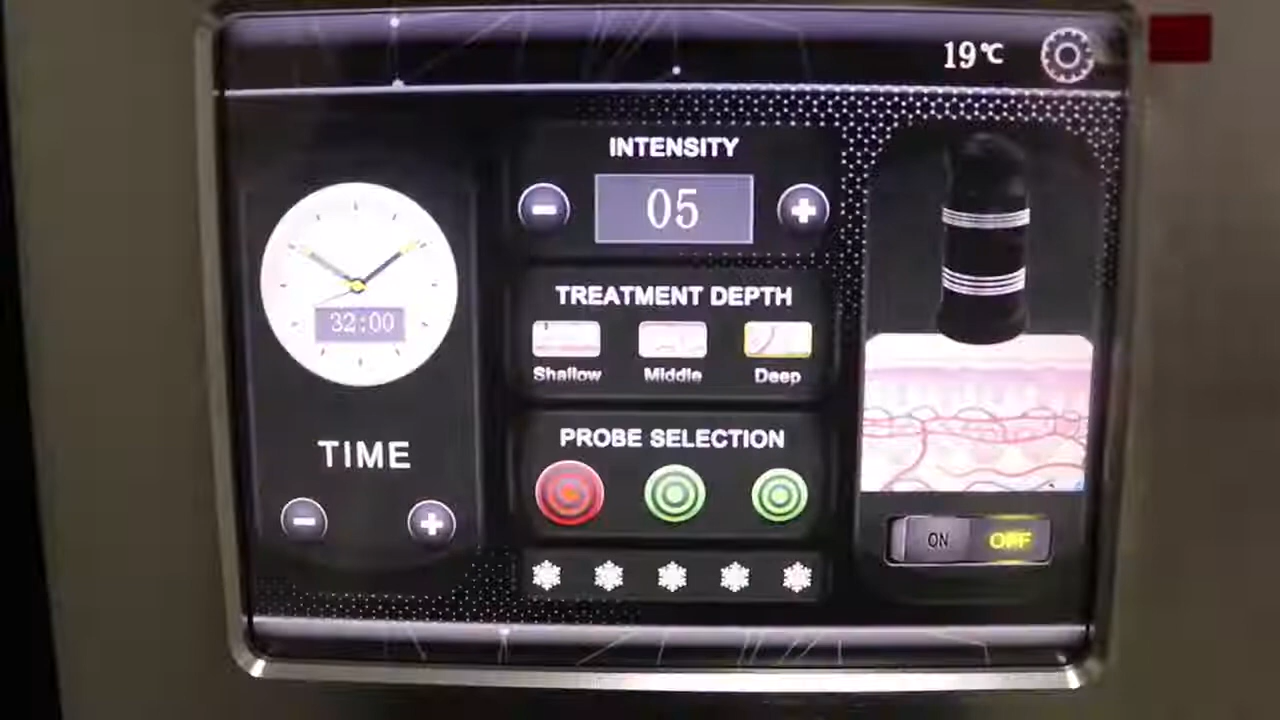 19℃
INTENSITY
05
TREATMENT DEPTH
Shallow Middle Deep
32:00
TIME
PROBE SELECTION
ON OFF